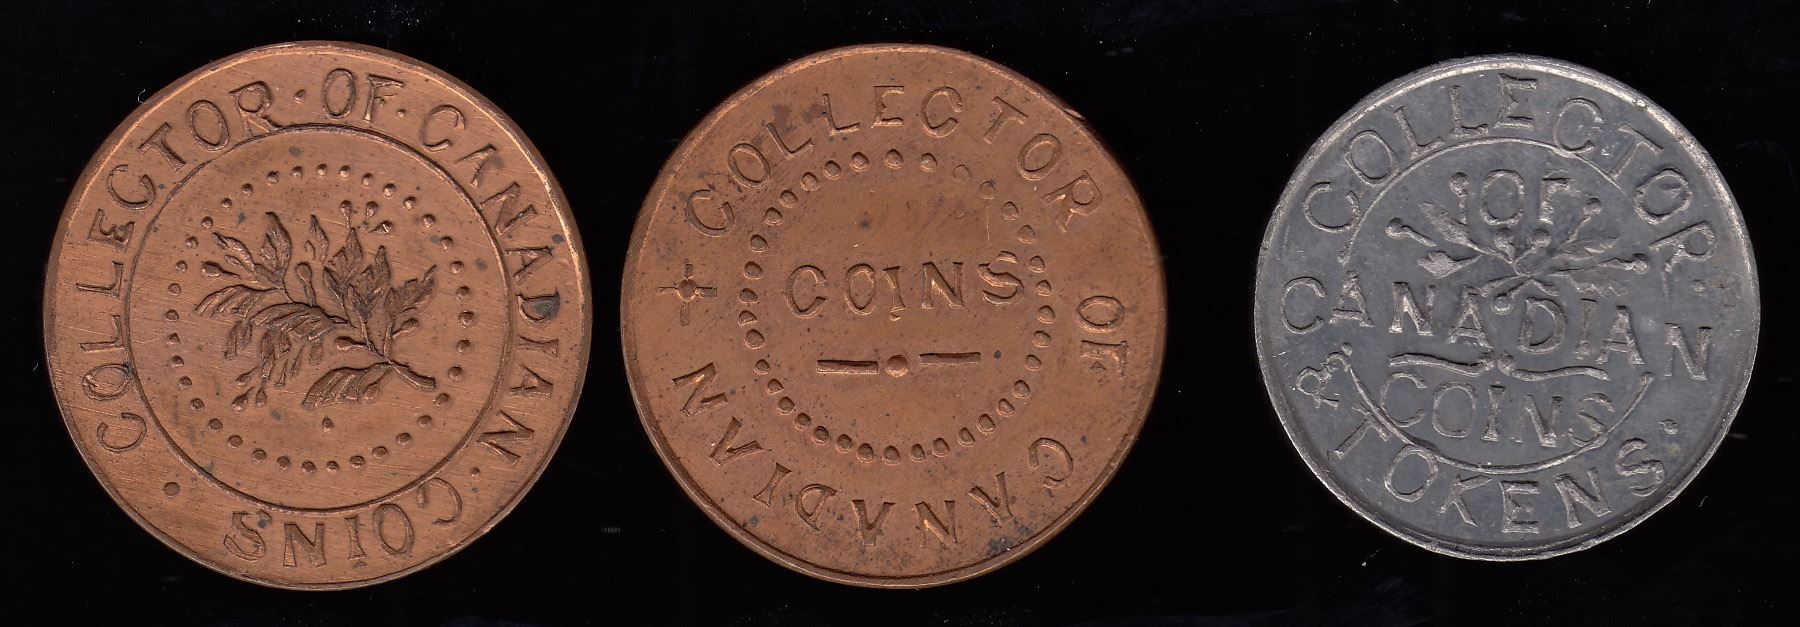 COLLECTOR · OF · CANADIAN · COINS ·
COLLECTOR OF CANADIAN
COINS
COLLECTOR
OF
CANADIAN
COINS
& TOKENS ·